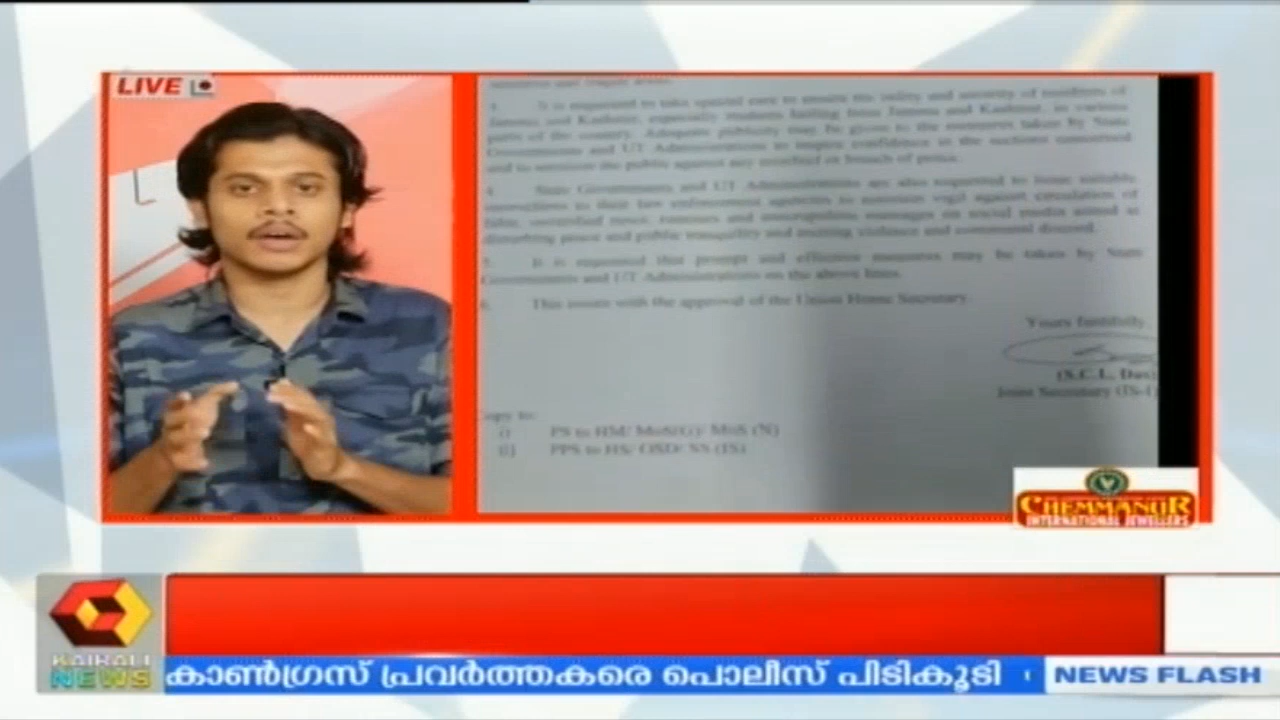 LIVE
3. It is requested to take special care to ensure the safety and security of residents of
Jammu and Kashmir, especially students hailing from Jammu and Kashmir, in various
parts of the country. Adequate publicity may be given to the measures taken by State
Governments and UT Administrations to inspire confidence in the sections concerned
and to the public against any mischief or breach of peace.
4. State Governments and UT Administrations are also requested to issue suitable
instructions to their law enforcement agencies to maintain vigil against circulation of
false, unverified news, rumours and messages on social media aimed at
disturbing peace and public tranquility and inciting violence and communal discord.
5. It is requested that prompt and effective measures may be taken by State
Governments and UT Administrations on the above lines.
6. This issues with the approval of the Union Home Secretary.
Yours faithfully,
(S.C.L. Das)
Joint Secretary (IS-I
Copy to:
i) PS to HM/ MoS(G)/ MoS (N)
ii) PPS to HS/ OSD/ SS (IS)
CHEMMANUR
INTERNATIONAL JEWELLERS
KAIRALI
NEWS
കാൺഗ്രസ് പ്രവർത്തകരെ പൊലീസ് പിടികൂടി
NEWS FLASH